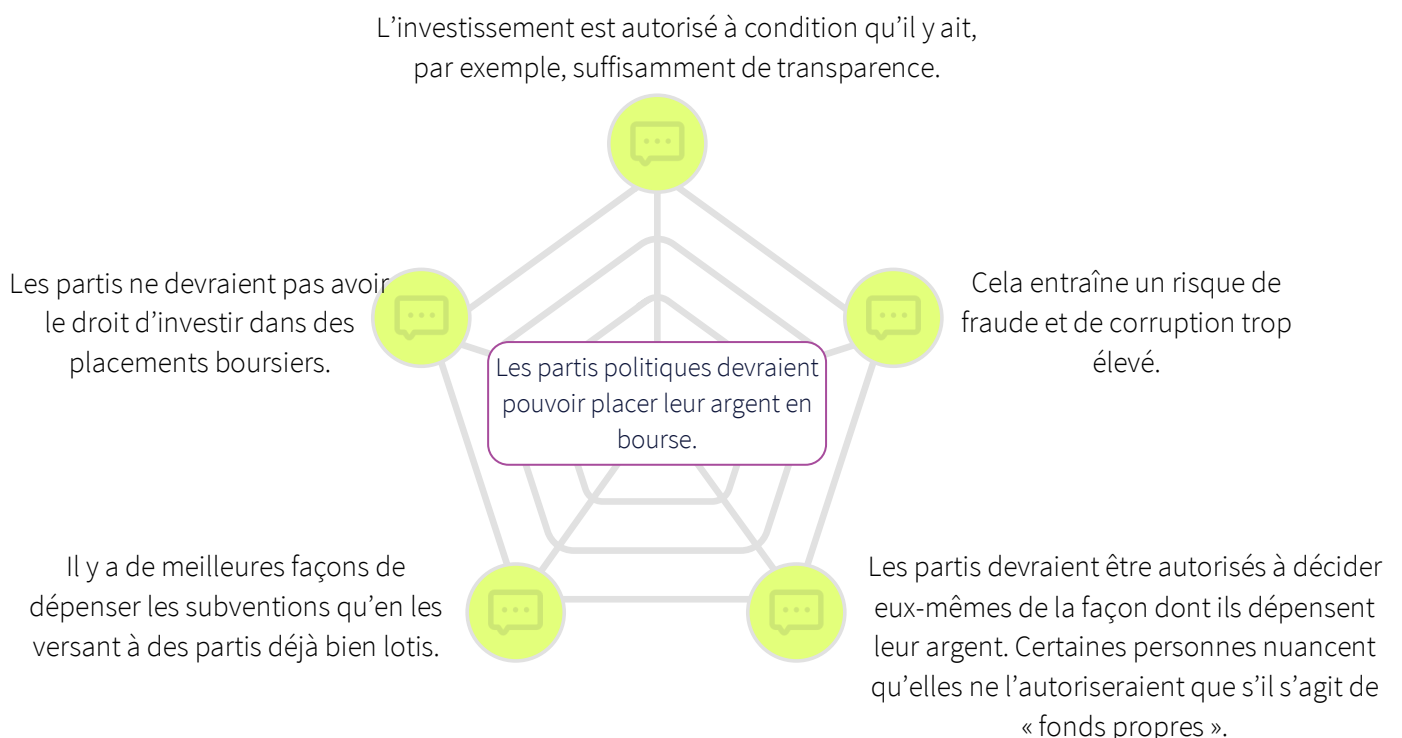 L’investissement est autorisé à condition qu’il y ait,
par exemple, suffisamment de transparence.
Les partis ne devraient pas avoir
le droit d’investir dans des
placements boursiers.
Cela entraîne un risque de
fraude et de corruption trop
élevé.
Les partis politiques devraient
pouvoir placer leur argent en
bourse.
Il y a de meilleures façons de
dépenser les subventions qu’en les
versant à des partis déjà bien lotis.
Les partis devraient être autorisés à décider
eux-mêmes de la façon dont ils dépensent
leur argent. Certaines personnes nuancent
qu’elles ne l’autoriseraient que s’il s’agit de
« fonds propres ».